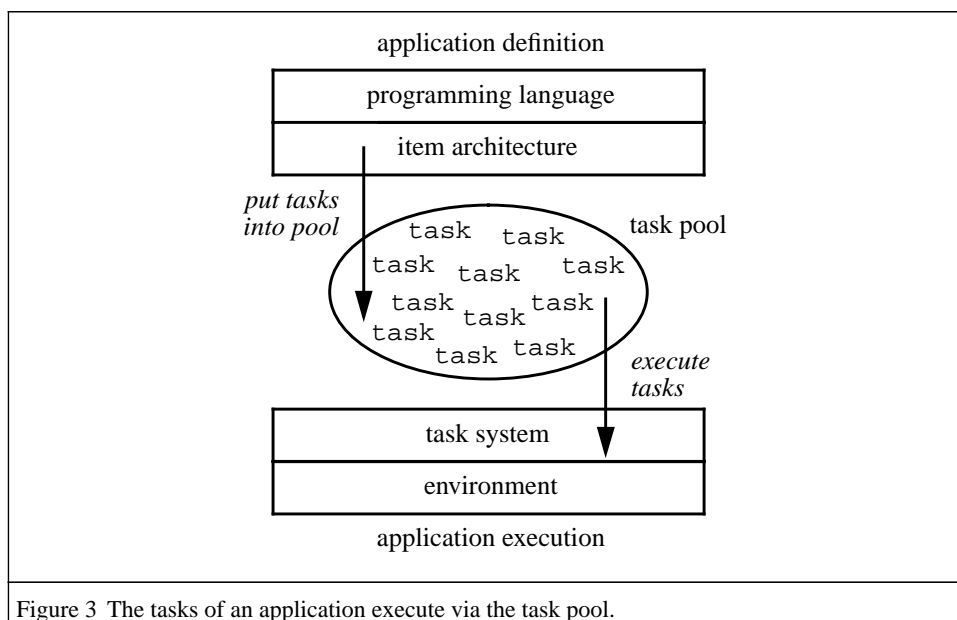 application definition
programming language
item architecture
put tasks
into pool
task pool
task
task
task
task
task
task
task
task
task
task
task
execute
tasks
task system
environment
application execution
Figure 3 The tasks of an application execute via the task pool.